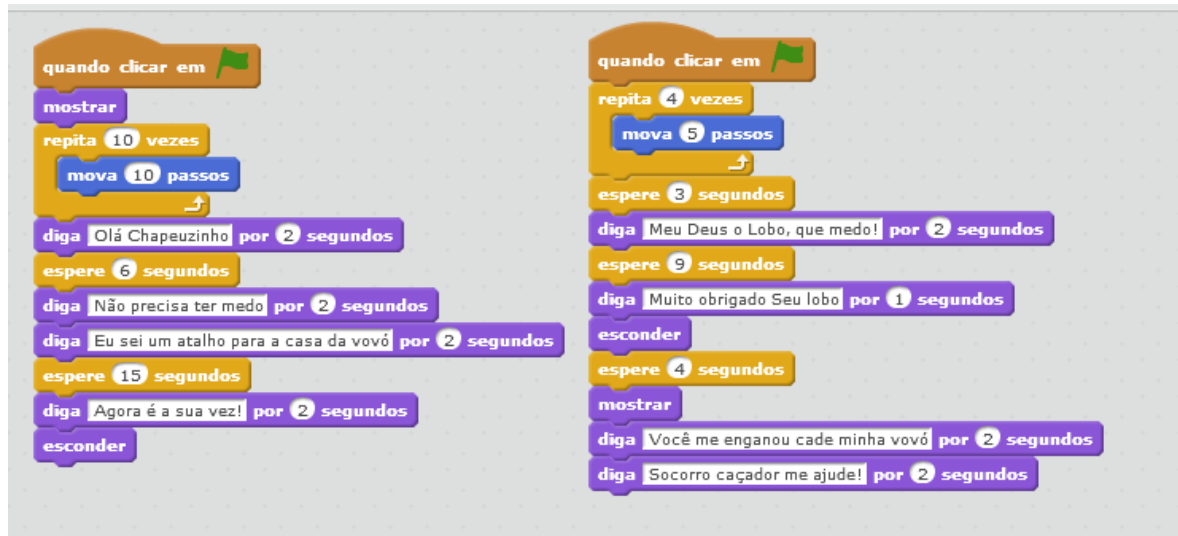 quando clicar em
mostrar
repita 10 vezes
mova 10 passos
diga Olá Chapeuzinho por 2 segundos
espere 6 segundos
diga Não precisa ter medo por 2 segundos
diga Eu sei um atalho para a casa da vovó por 2 segundos
espere 15 segundos
diga Agora é a sua vez! por 2 segundos
esconder
quando clicar em
repita 4 vezes
mova 5 passos
espere 3 segundos
diga Meu Deus o Lobo, que medo! por 2 segundos
espere 9 segundos
diga Muito obrigado Seu lobo por 1 segundos
esconder
espere 4 segundos
mostrar
diga Você me enganou cade minha vovó por 2 segundos
diga Socorro caçador me ajude! por 2 segundos